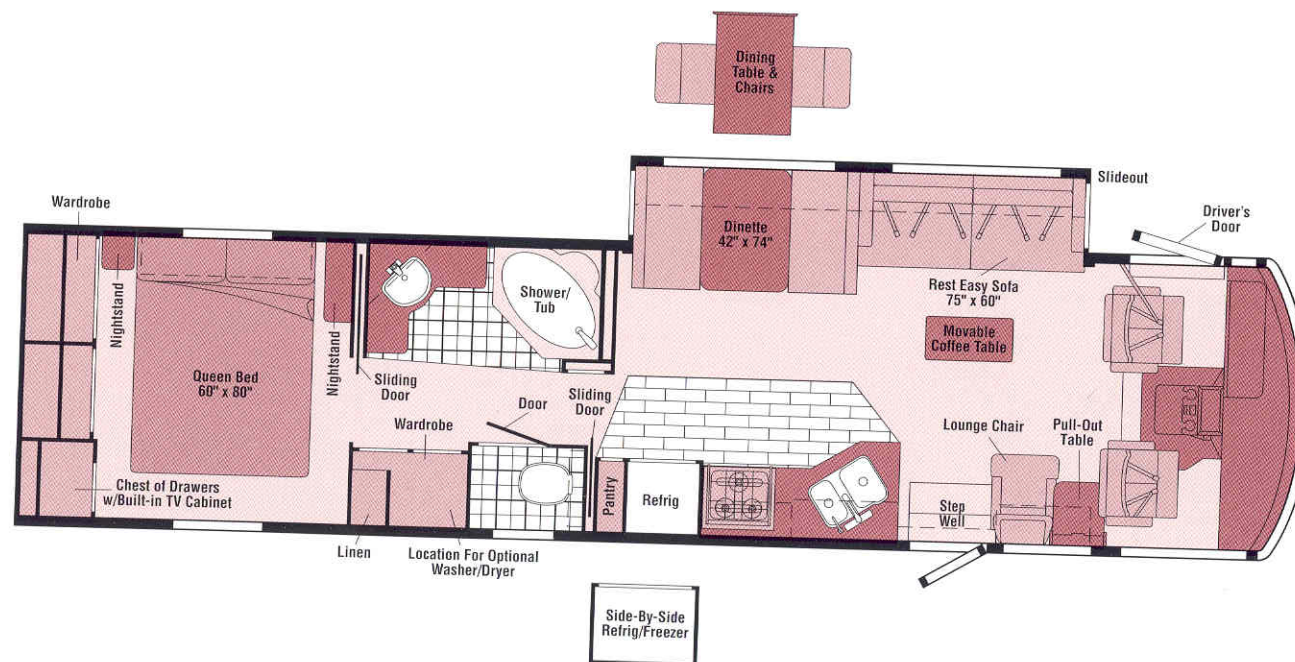 Dining
Table &
Chairs
Slideout
Wardrobe
Driver's
Door
Dinette
42" x 74"
Nightstand
Shower/
Tub
Rest Easy Sofa
75" x 60"
Nightstand
Movable
Coffee Table
Queen Bed
60" x 80"
Sliding
Door
Sliding
Door
Door
Wardrobe
Lounge Chair
Pull-Out
Table
Chest of Drawers
w/Built-in TV Cabinet
Pantry
Refrig
Step
Well
Linen
Location For Optional
Washer/Dryer
Side-By-Side
Refrig/Freezer